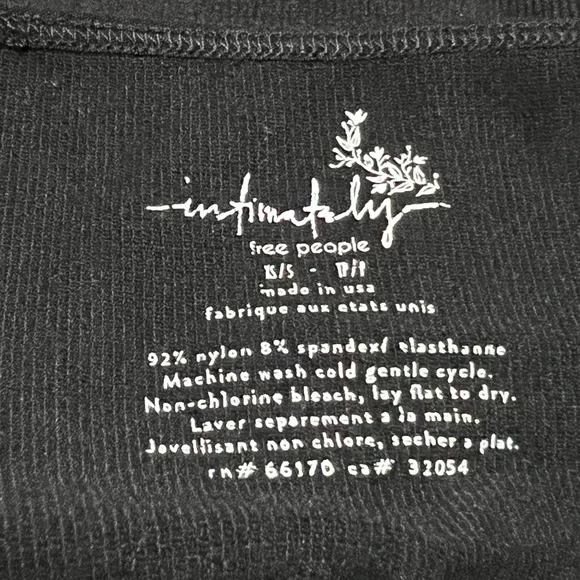 intimately
free people
XS/S - TP/P
made in usa
fabrique aux etats unis
92% nylon 8% spandex/ elasthanne
Machine wash cold gentle cycle.
Non-chlorine bleach, lay flat to dry.
Laver separement a la main.
Javellisant non chlore, secher a plat.
rn# 66170 ca# 32054